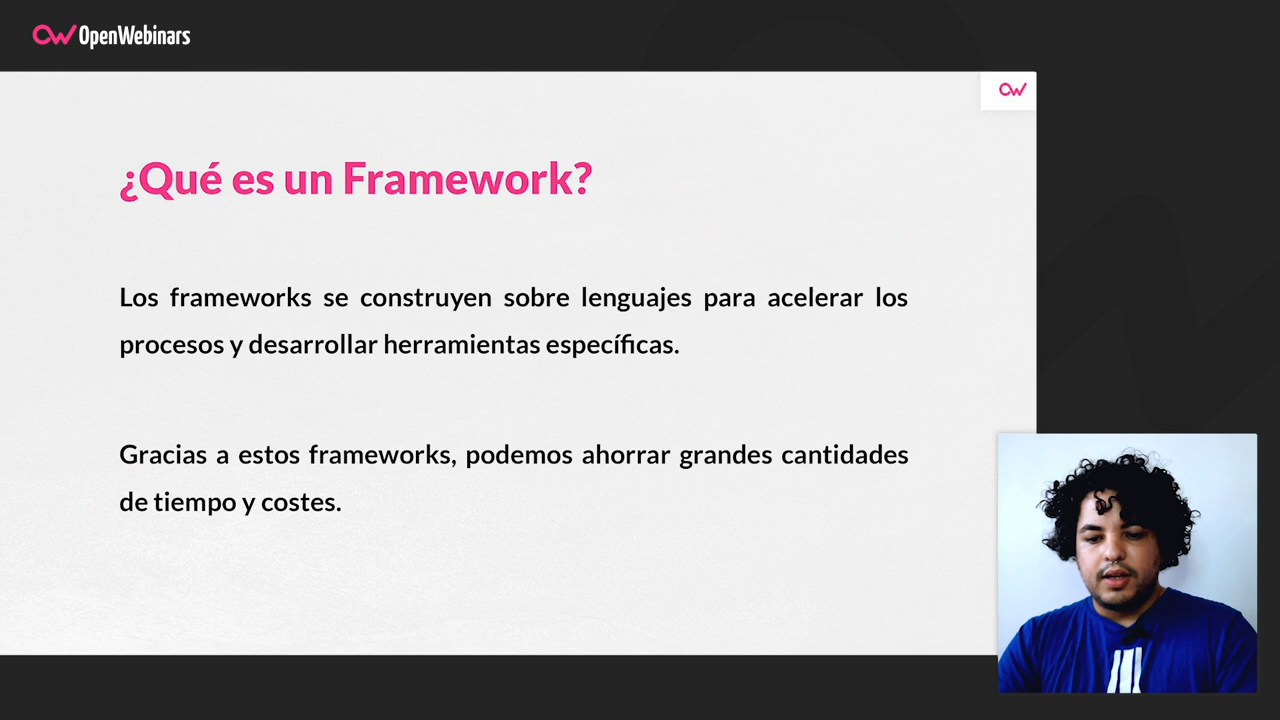 OpenWebinars
¿Qué es un Framework?
Los frameworks se construyen sobre lenguajes para acelerar los
procesos y desarrollar herramientas específicas.
Gracias a estos frameworks, podemos ahorrar grandes cantidades
de tiempo y costes.